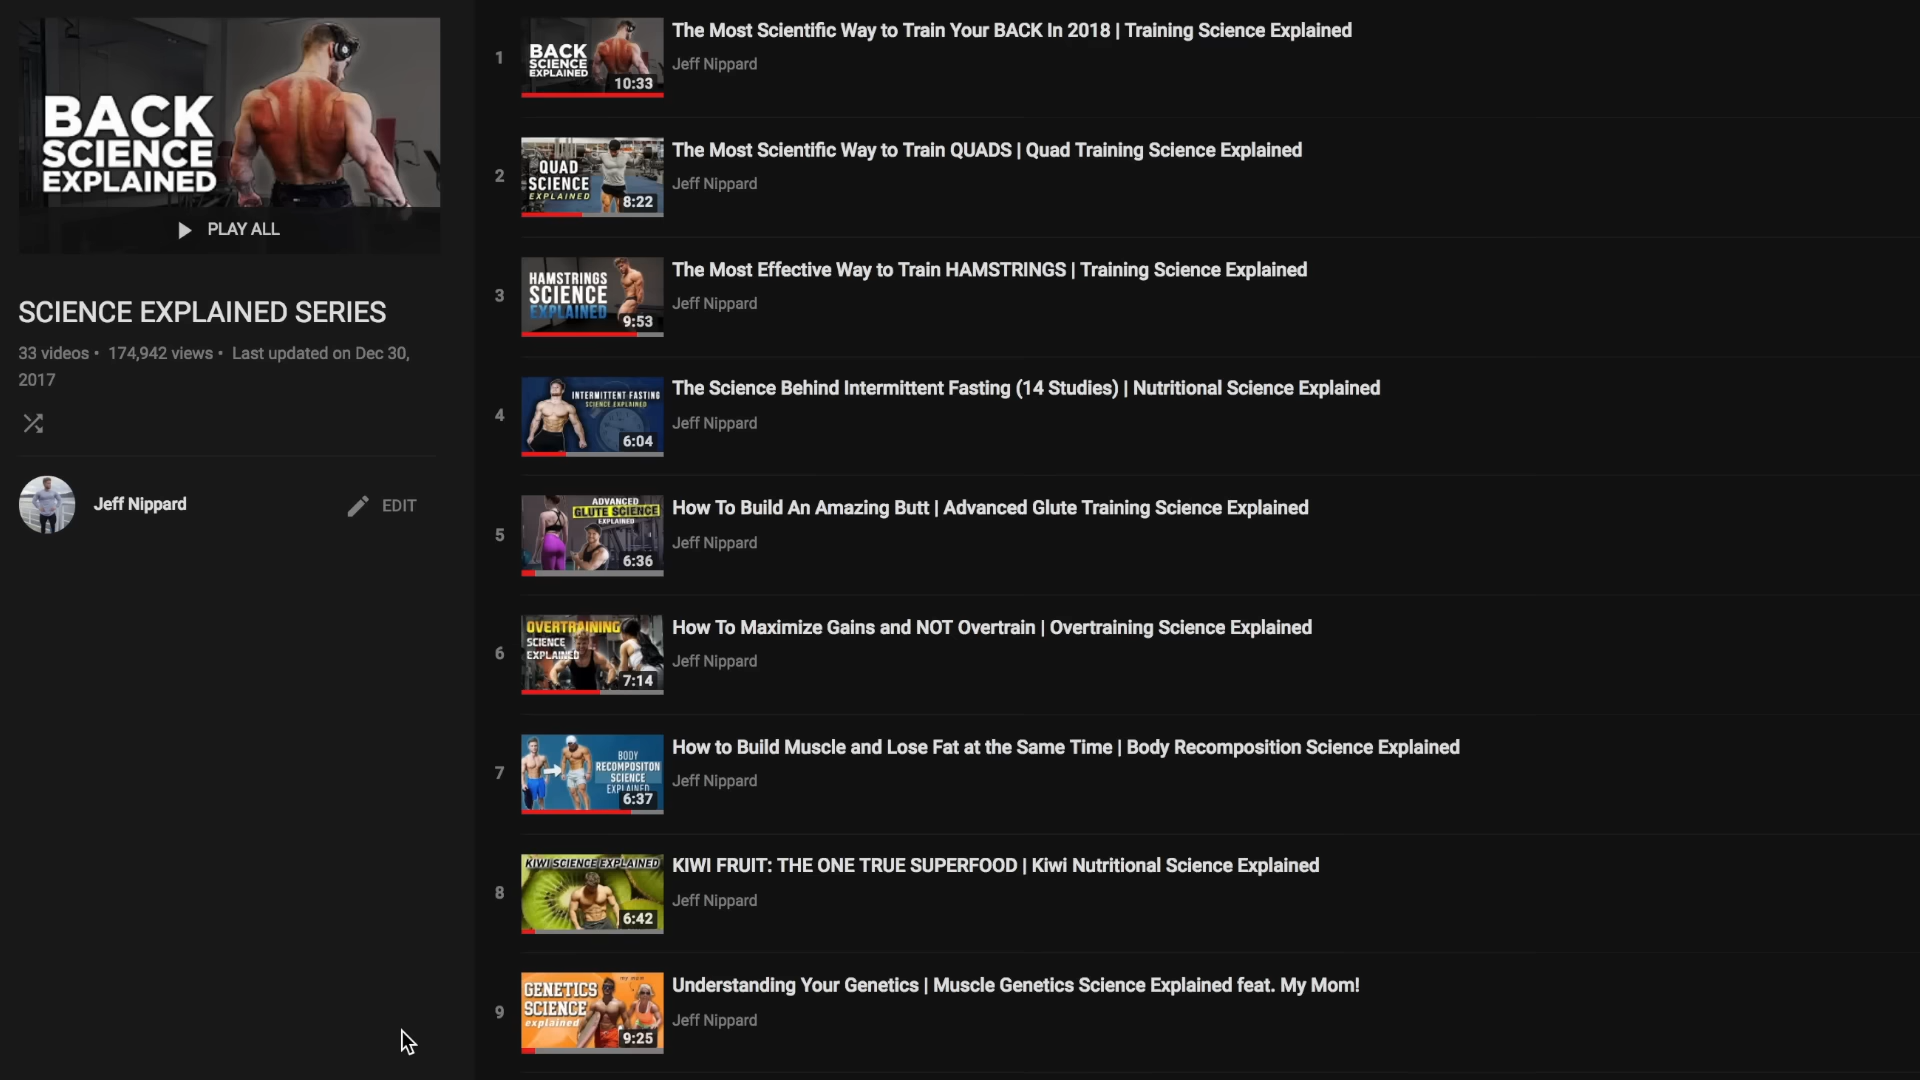 BACK
SCIENCE
EXPLAINED
PLAY ALL
SCIENCE EXPLAINED SERIES
33 videos • 174,942 views • Last updated on Dec 30,
2017
Jeff Nippard
EDIT
1
BACK
SCIENCE
EXPLAINED
10:33
The Most Scientific Way to Train Your BACK In 2018 | Training Science Explained
Jeff Nippard
2
QUAD
SCIENCE
EXPLAINED
8:22
The Most Scientific Way to Train QUADS | Quad Training Science Explained
Jeff Nippard
3
HAMSTRINGS
SCIENCE
EXPLAINED
9:53
The Most Effective Way to Train HAMSTRINGS | Training Science Explained
Jeff Nippard
4
INTERMITTENT FASTING
SCIENCE EXPLAINED
6:04
The Science Behind Intermittent Fasting (14 Studies) | Nutritional Science Explained
Jeff Nippard
5
ADVANCED
GLUTE SCIENCE
EXPLAINED
6:36
How To Build An Amazing Butt | Advanced Glute Training Science Explained
Jeff Nippard
6
OVERTRAINING
SCIENCE
EXPLAINED
7:14
How To Maximize Gains and NOT Overtrain | Overtraining Science Explained
Jeff Nippard
7
BODY
RECOMPOSITON
SCIENCE
EXPLAINED
6:37
How to Build Muscle and Lose Fat at the Same Time | Body Recomposition Science Explained
Jeff Nippard
8
KIWI SCIENCE EXPLAINED
6:42
KIWI FRUIT: THE ONE TRUE SUPERFOOD | Kiwi Nutritional Science Explained
Jeff Nippard
9
GENETICS
SCIENCE
explained
9:25
Understanding Your Genetics | Muscle Genetics Science Explained feat. My Mom!
Jeff Nippard